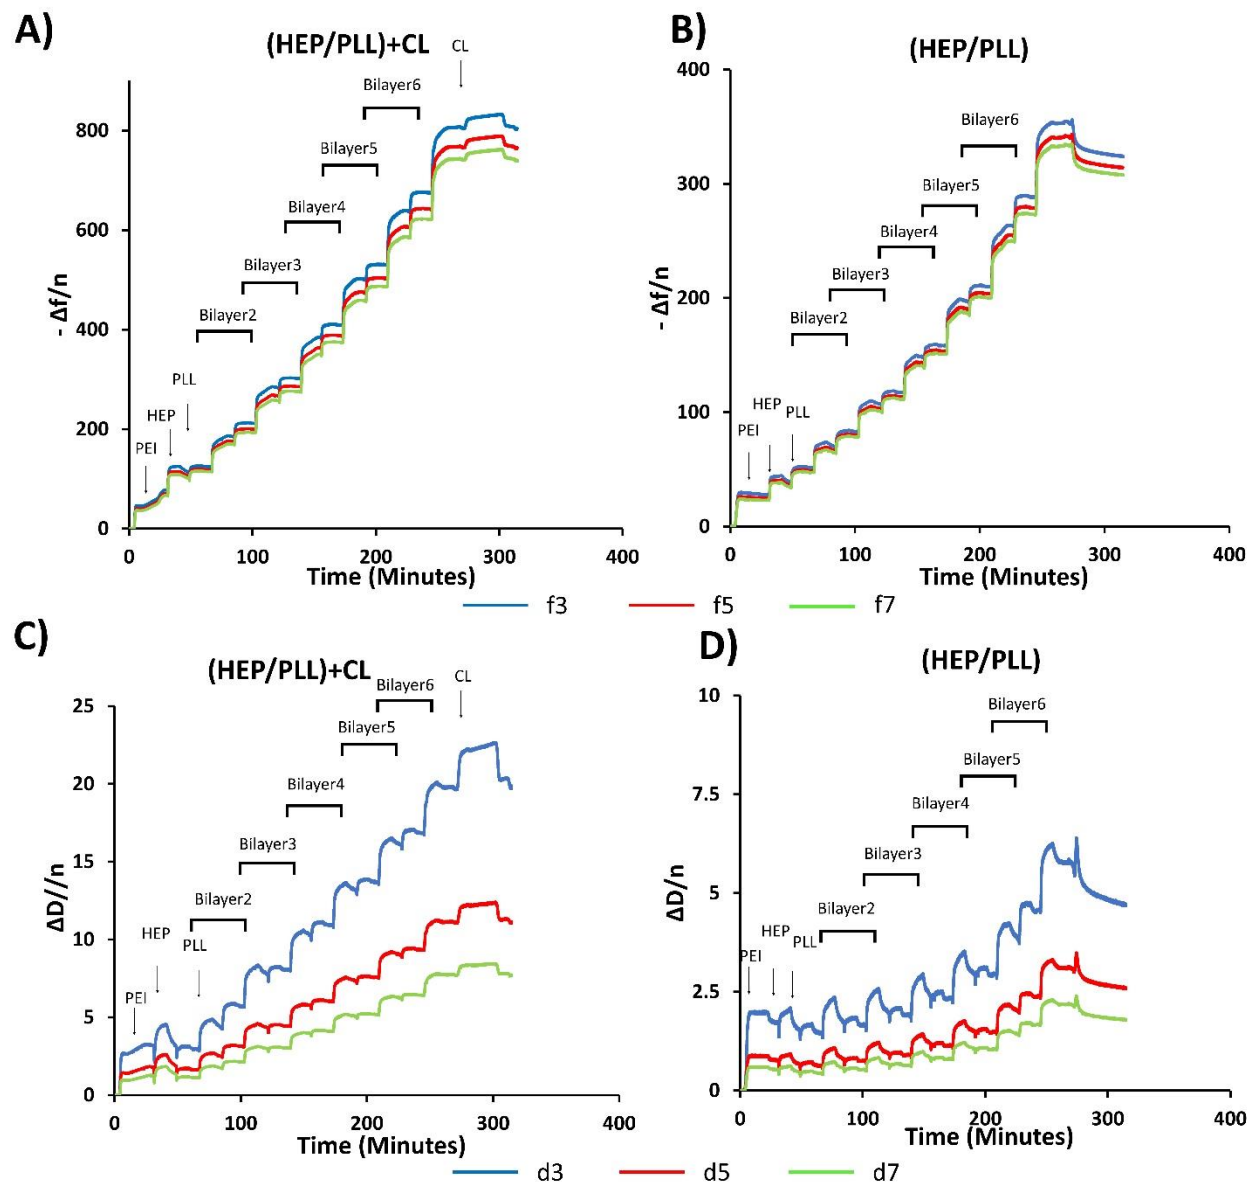 A)
(HEP/PLL)+CL
CL
Bilayer6
Bilayer5
Bilayer4
Bilayer3
Bilayer2
PLL
HEP
PEI
- Δf/n
800
600
400
200
0
0 100 200 300 400
Time (Minutes)
B)
(HEP/PLL)
Bilayer6
Bilayer5
Bilayer4
Bilayer3
Bilayer2
HEP
PLL
PEI
- Δf/n
400
300
200
100
0
0 100 200 300 400
Time (Minutes)
f3 f5 f7
C)
(HEP/PLL)+CL
CL
Bilayer6
Bilayer5
Bilayer4
Bilayer3
Bilayer2
HEP
PLL
PEI
ΔD//n
25
20
15
10
5
0
0 100 200 300 400
Time (Minutes)
D)
(HEP/PLL)
Bilayer6
Bilayer5
Bilayer4
Bilayer3
Bilayer2
HEP
PLL
PEI
ΔD/n
10
7.5
5
2.5
0
0 100 200 300 400
Time (Minutes)
d3 d5 d7